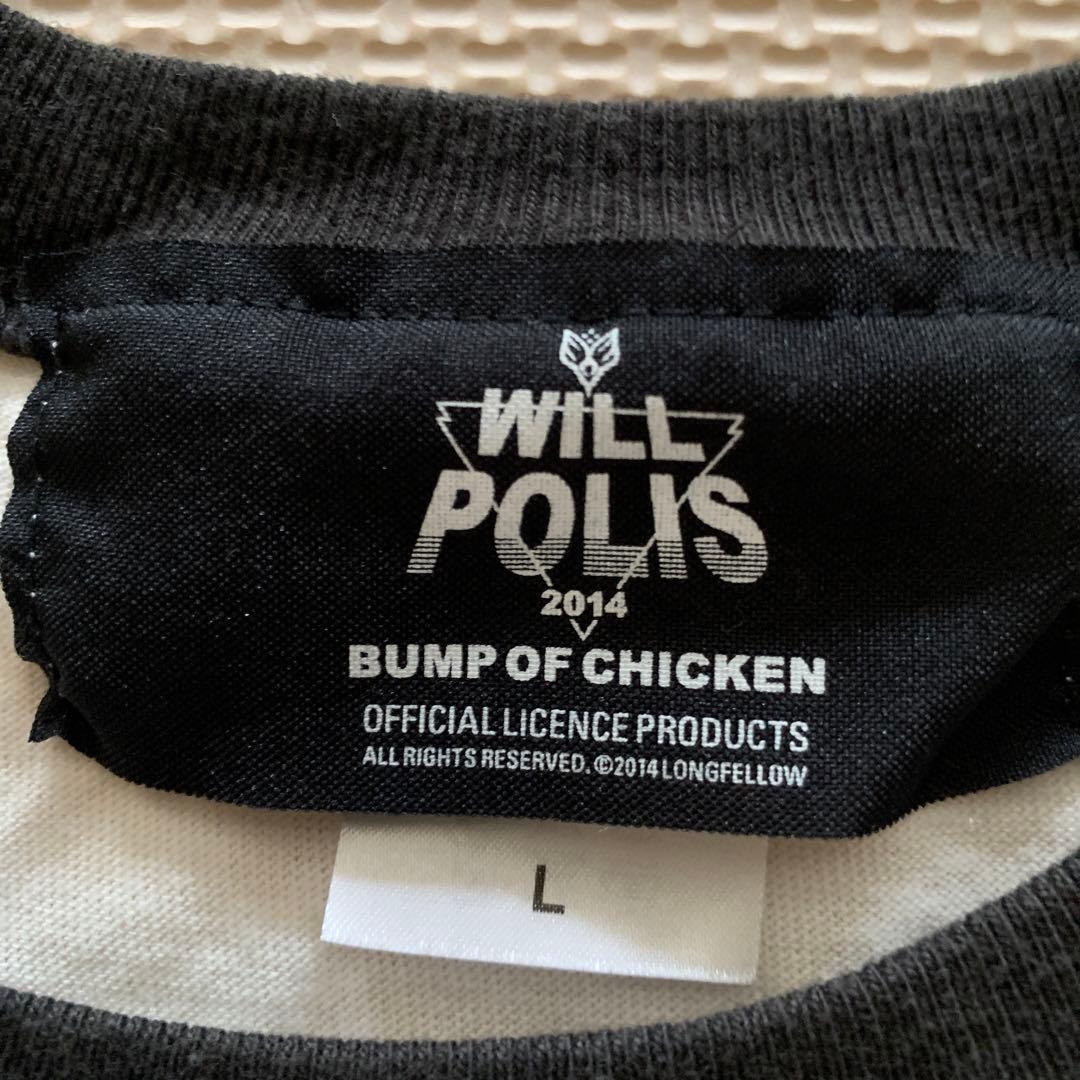 WILL
POLIS
2014
BUMP OF CHICKEN
OFFICIAL LICENCE PRODUCTS
ALL RIGHTS RESERVED. ©2014 LONGFELLOW
L